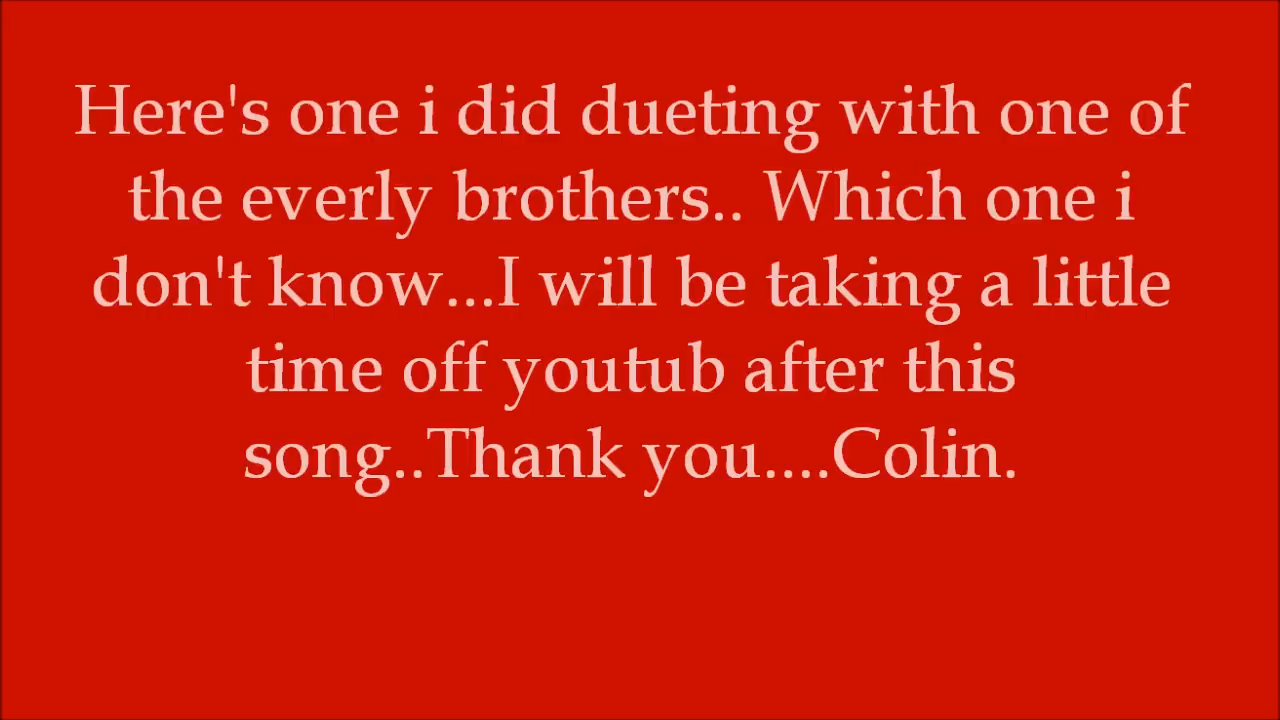 Here's one i did dueting with one of
the everly brothers.. Which one i
don't know...I will be taking a little
time off youtub after this
song..Thank you....Colin.